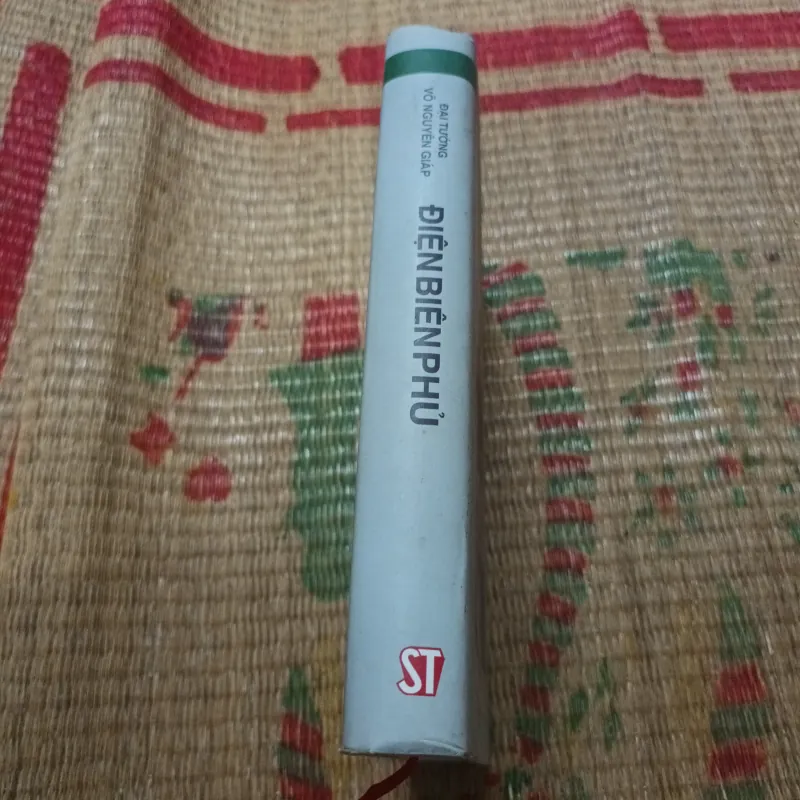 ĐẠI TƯỚNG
VÕ NGUYÊN GIÁP
ĐIỆN BIÊN PHỦ
ST